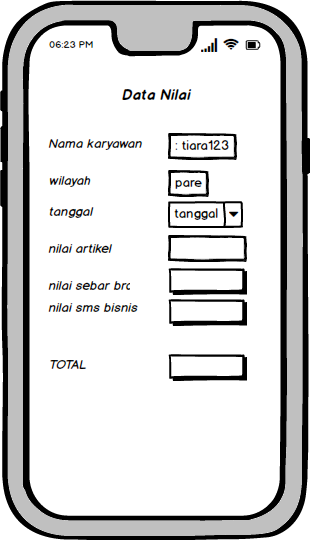 06:23 PM
Data Nilai
Nama karyawan : tiara123
wilayah pare
tanggal tanggal
nilai artikel
nilai sebar brc
nilai sms bisnis
TOTAL